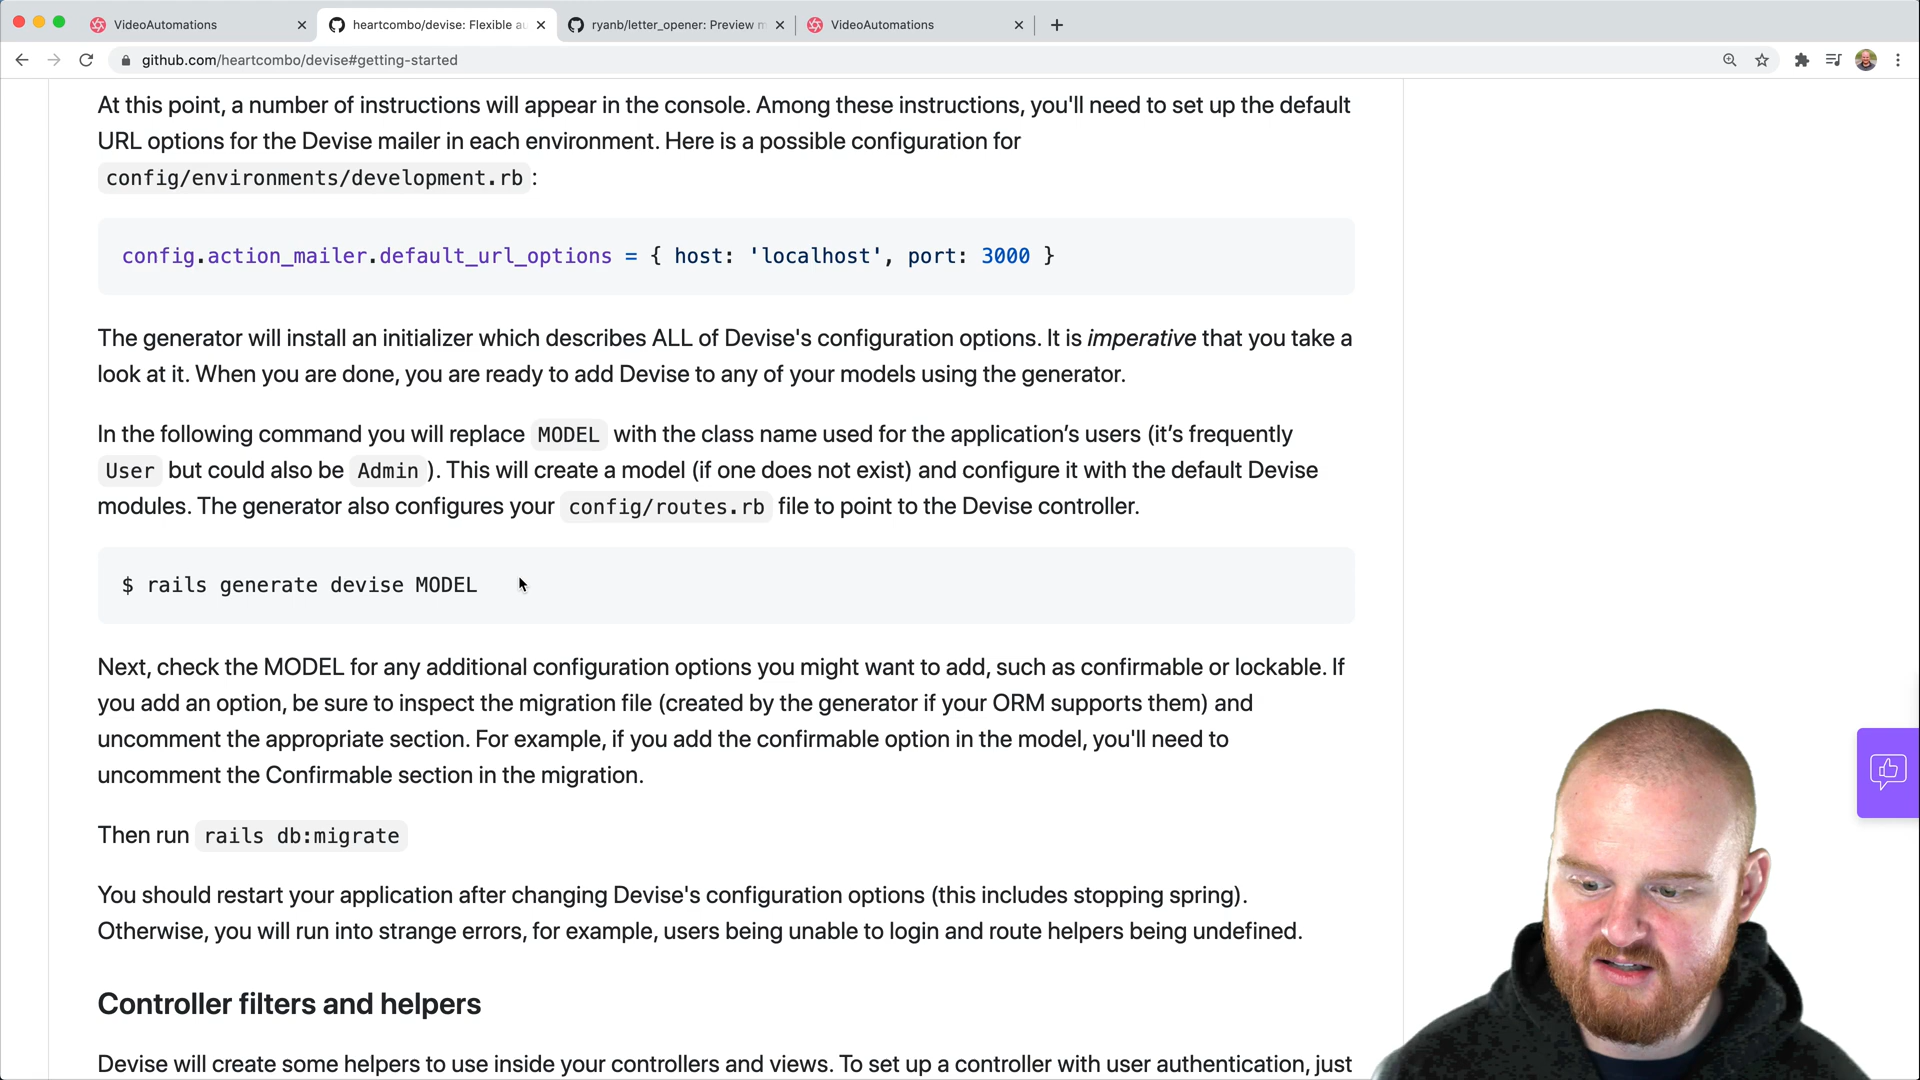 VideoAutomations
heartcombo/devise: Flexible au
ryanb/letter_opener: Preview m
VideoAutomations
github.com/heartcombo/devise#getting-started
At this point, a number of instructions will appear in the console. Among these instructions, you'll need to set up the default
URL options for the Devise mailer in each environment. Here is a possible configuration for
config/environments/development.rb :
config.action_mailer.default_url_options = { host: 'localhost', port: 3000 }
The generator will install an initializer which describes ALL of Devise's configuration options. It is imperative that you take a
look at it. When you are done, you are ready to add Devise to any of your models using the generator.
In the following command you will replace MODEL with the class name used for the application’s users (it’s frequently
User but could also be Admin ). This will create a model (if one does not exist) and configure it with the default Devise
modules. The generator also configures your config/routes.rb file to point to the Devise controller.
$ rails generate devise MODEL
Next, check the MODEL for any additional configuration options you might want to add, such as confirmable or lockable. If
you add an option, be sure to inspect the migration file (created by the generator if your ORM supports them) and
uncomment the appropriate section. For example, if you add the confirmable option in the model, you'll need to
uncomment the Confirmable section in the migration.
Then run rails db:migrate
You should restart your application after changing Devise's configuration options (this includes stopping spring).
Otherwise, you will run into strange errors, for example, users being unable to login and route helpers being undefined.
Controller filters and helpers
Devise will create some helpers to use inside your controllers and views. To set up a controller with user authentication, just